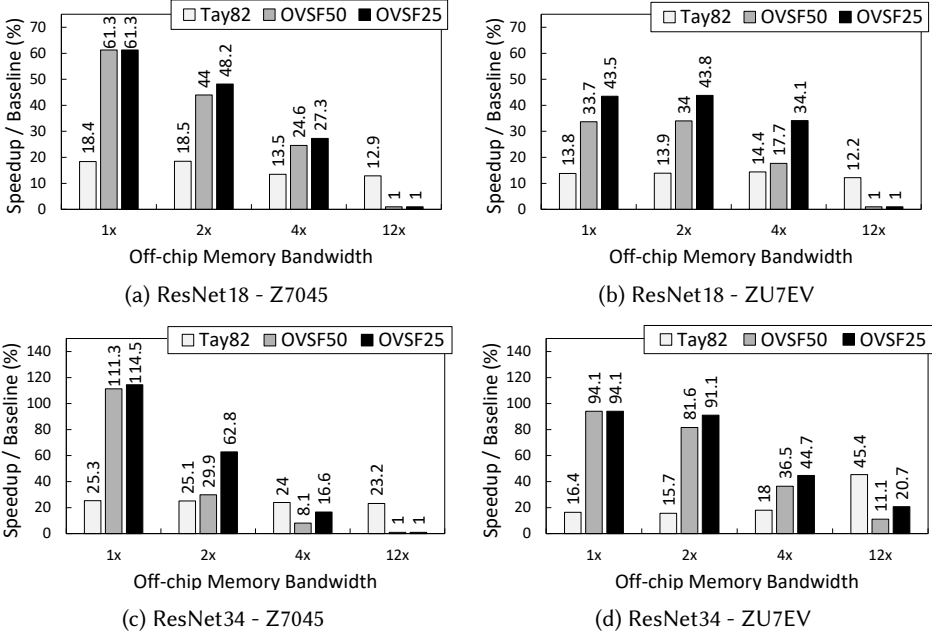 Tay82 OVSF50 OVSF25
Speedup / Baseline (%)
70
60
50
40
30
20
10
0
18.4 61.3 61.3
18.5 44 48.2
13.5 24.6 27.3
12.9 1 1
1x 2x 4x 12x
Off-chip Memory Bandwidth
(a) ResNet18 - Z7045
Tay82 OVSF50 OVSF25
Speedup / Baseline (%)
70
60
50
40
30
20
10
0
13.8 33.7 43.5
13.9 34 43.8
14.4 17.7 34.1
12.2 1 1
1x 2x 4x 12x
Off-chip Memory Bandwidth
(b) ResNet18 - ZU7EV
Tay82 OVSF50 OVSF25
Speedup / Baseline (%)
140
120
100
80
60
40
20
0
25.3 111.3 114.5
25.1 29.9 62.8
24 8.1 16.6
23.2 1 1
1x 2x 4x 12x
Off-chip Memory Bandwidth
(c) ResNet34 - Z7045
Tay82 OVSF50 OVSF25
Speedup / Baseline (%)
140
120
100
80
60
40
20
0
16.4 94.1 94.1
15.7 81.6 91.1
18 36.5 44.7
45.4 11.1 20.7
1x 2x 4x 12x
Off-chip Memory Bandwidth
(d) ResNet34 - ZU7EV